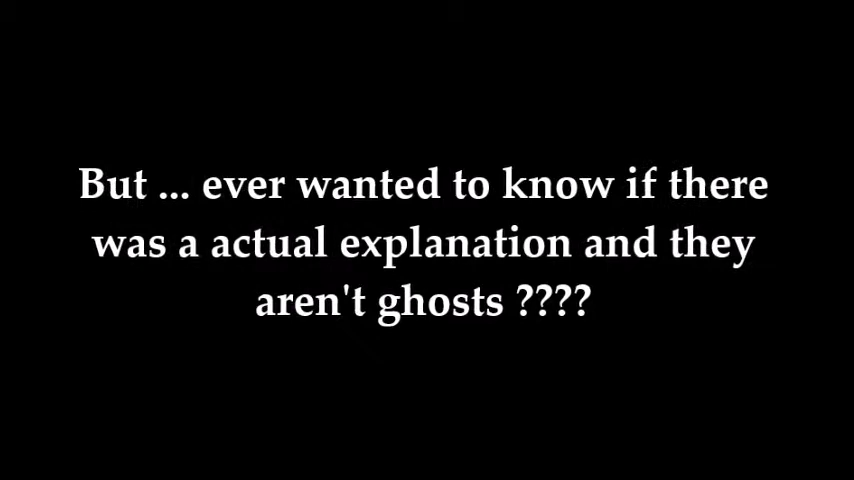 But ... ever wanted to know if there
was a actual explanation and they
aren't ghosts ????